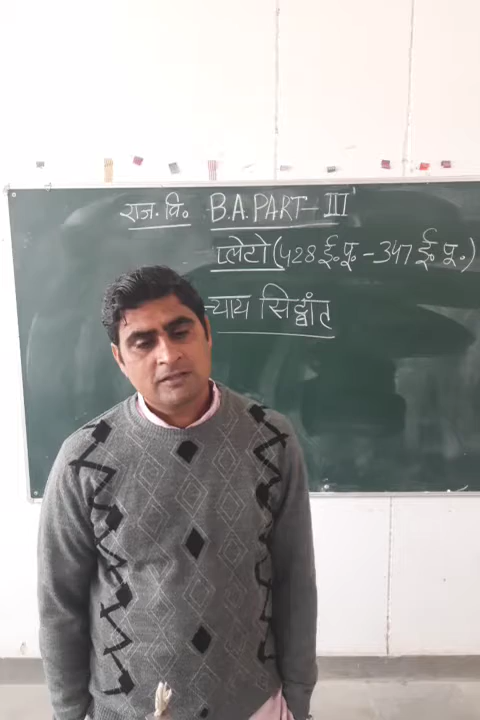 राज. वि. B.A. PART-III
प्लेटो (428 ई. पू. - 347 ई. पू.)
न्याय सिद्धांत